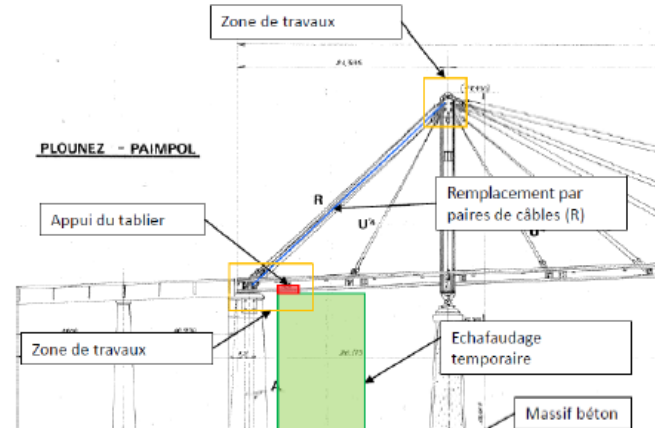 Zone de travaux
PLOUNEZ - PAIMPOL
R
Remplacement par
paires de câbles (R)
Appui du tablier
U'⁴
U
Zone de travaux
Echafaudage
temporaire
A
Massif béton